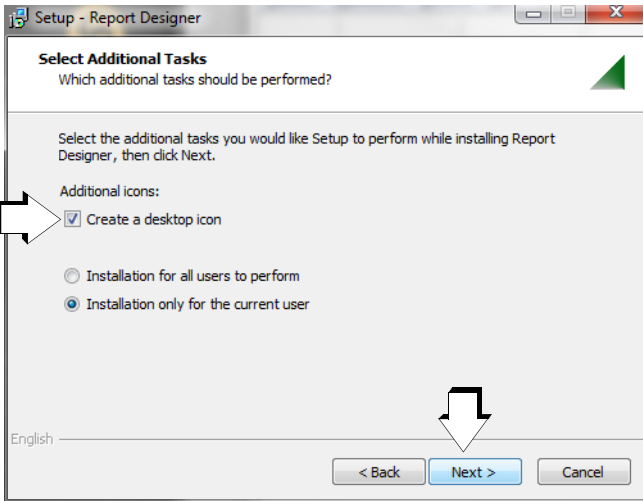 Setup - Report Designer
Select Additional Tasks
Which additional tasks should be performed?
Select the additional tasks you would like Setup to perform while installing Report
Designer, then click Next.
Additional icons:
Create a desktop icon
Installation for all users to perform
Installation only for the current user
English
< Back
Next >
Cancel